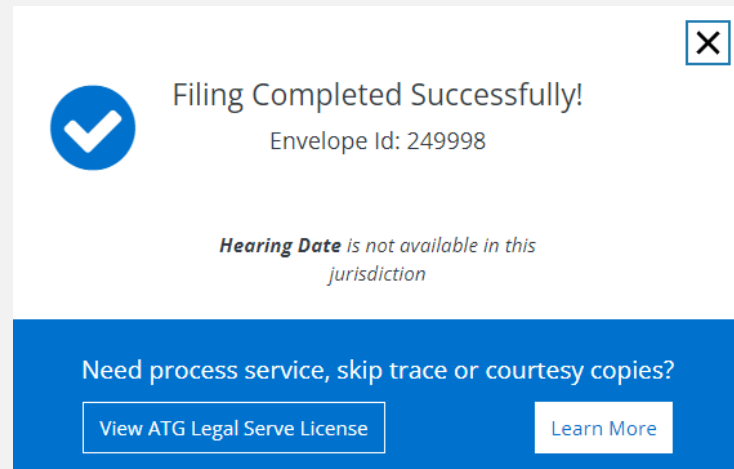 Filing Completed Successfully!
Envelope Id: 249998
Hearing Date is not available in this
jurisdiction
Need process service, skip trace or courtesy copies?
View ATG Legal Serve License
Learn More